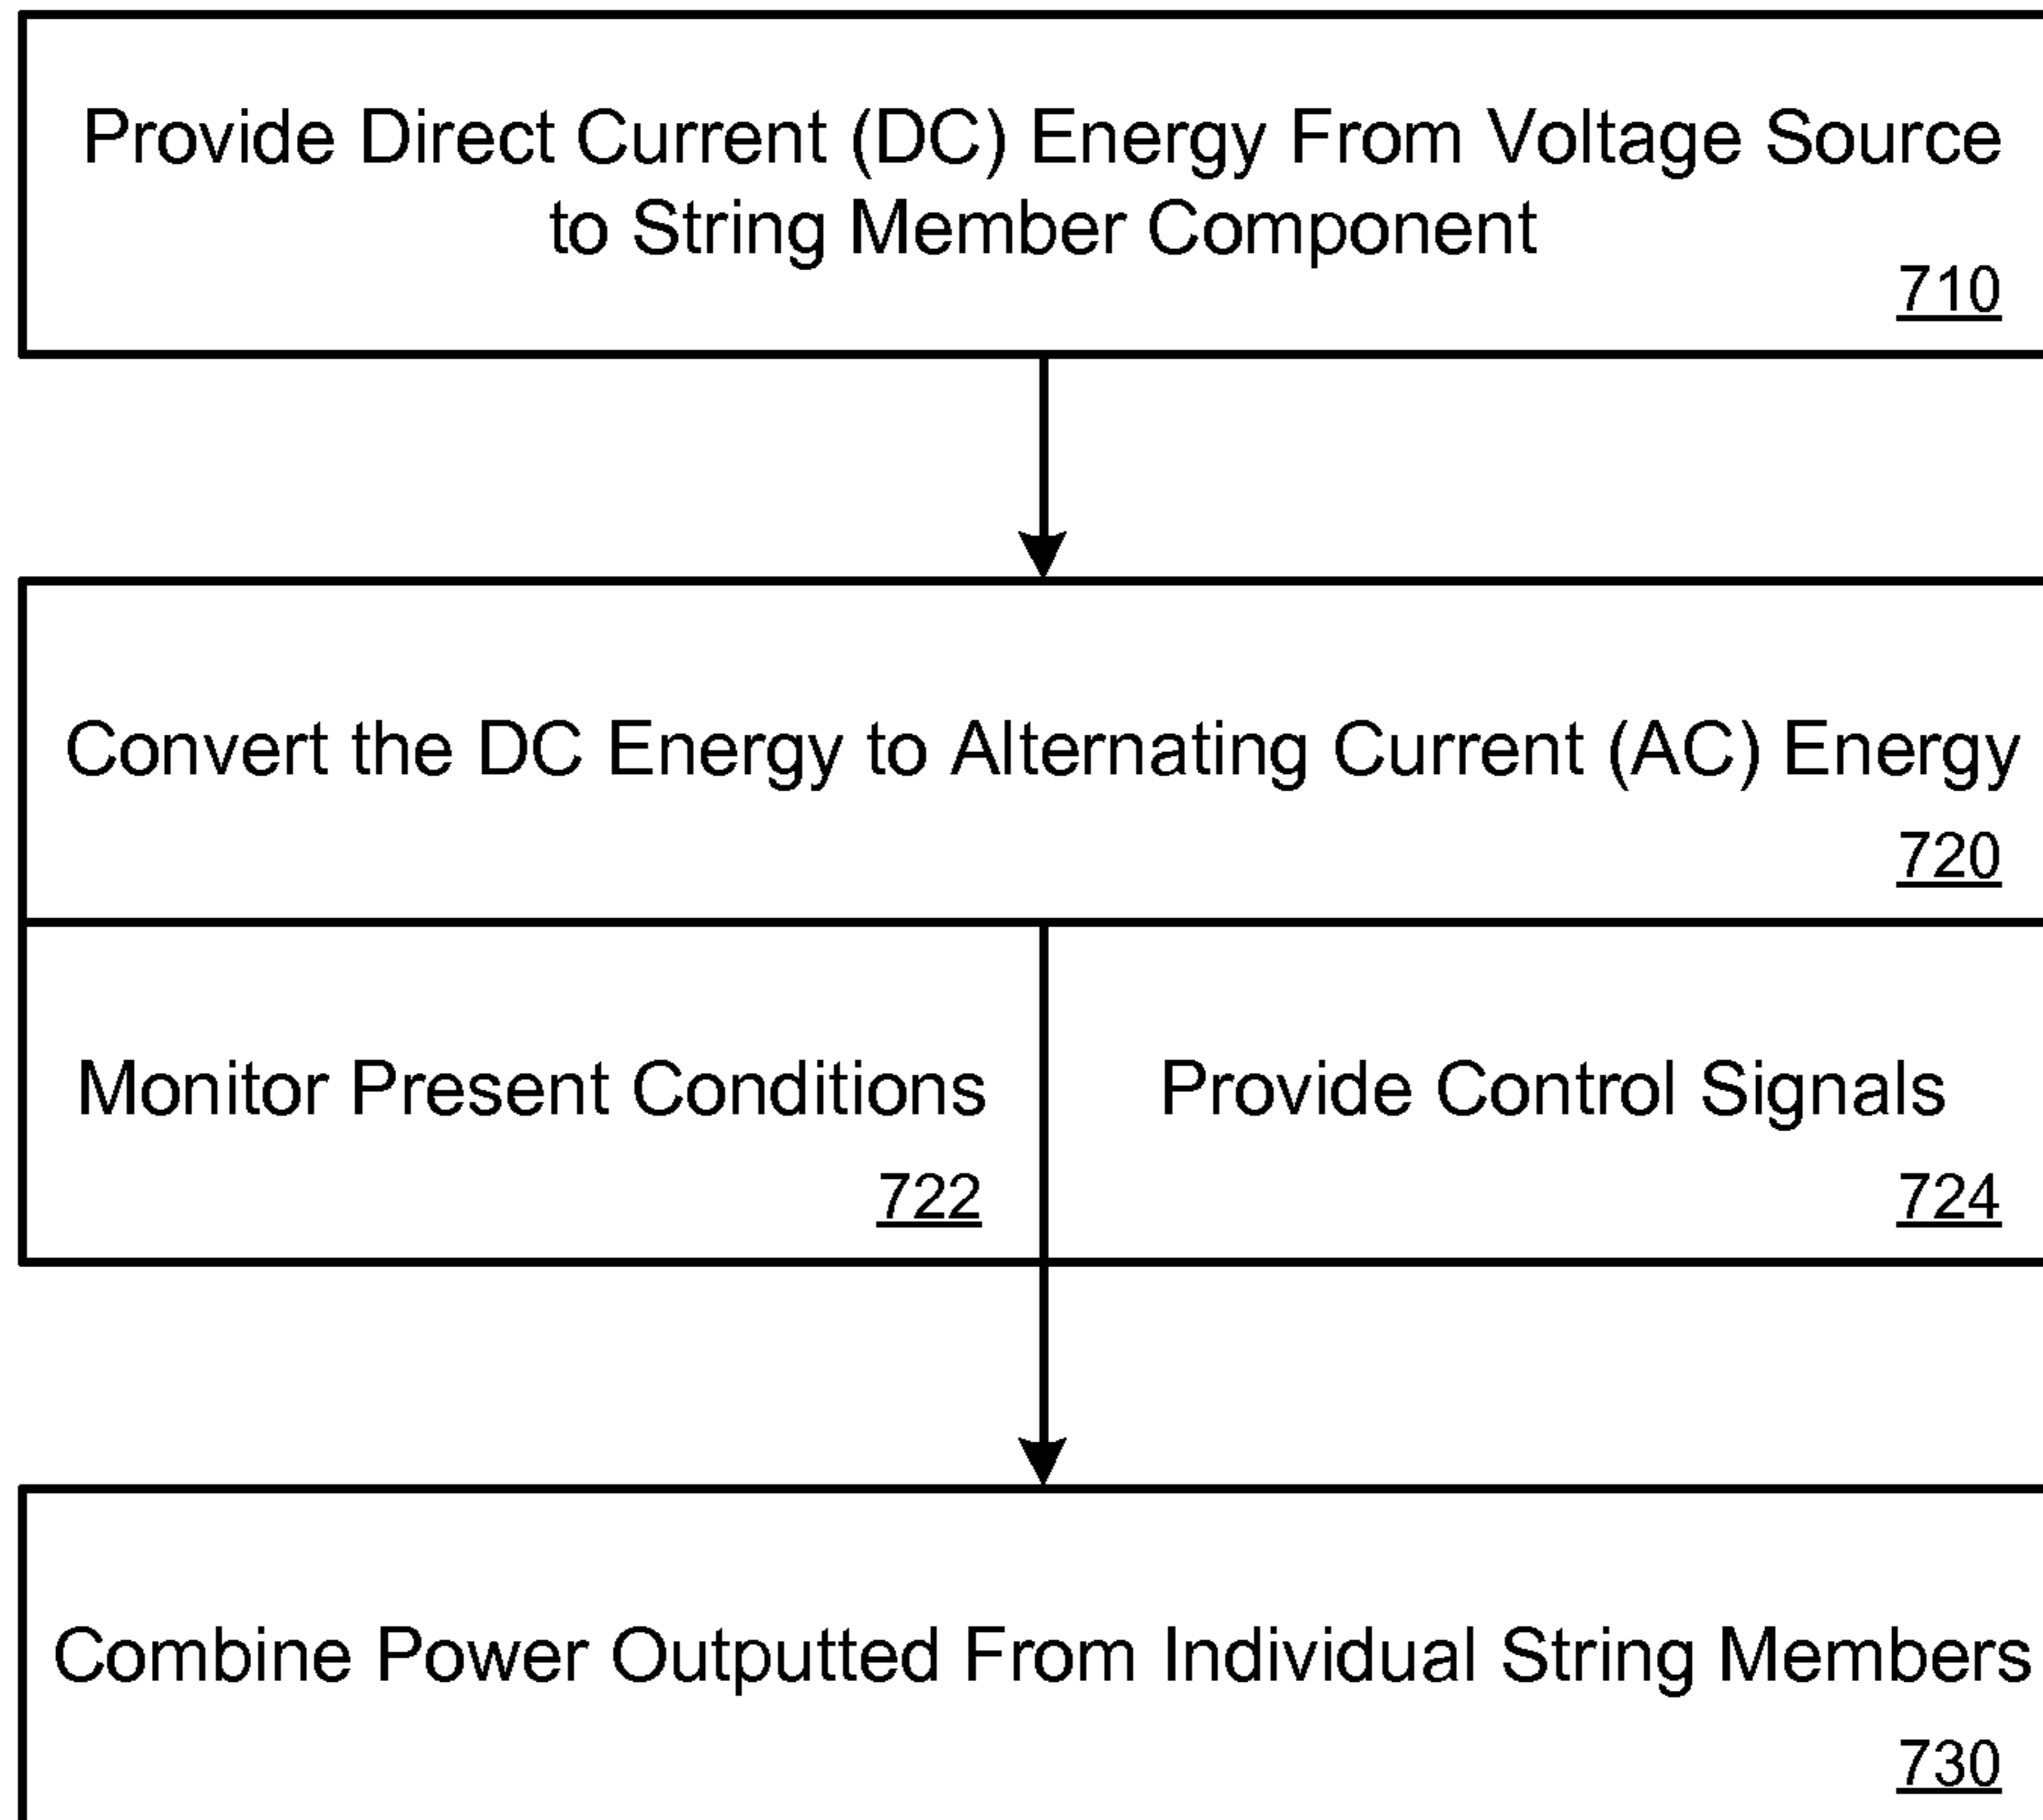 Provide Direct Current (DC) Energy From Voltage Source
to String Member Component
710
Convert the DC Energy to Alternating Current (AC) Energy
720
Monitor Present Conditions
722
Provide Control Signals
724
Combine Power Outputted From Individual String Members
730